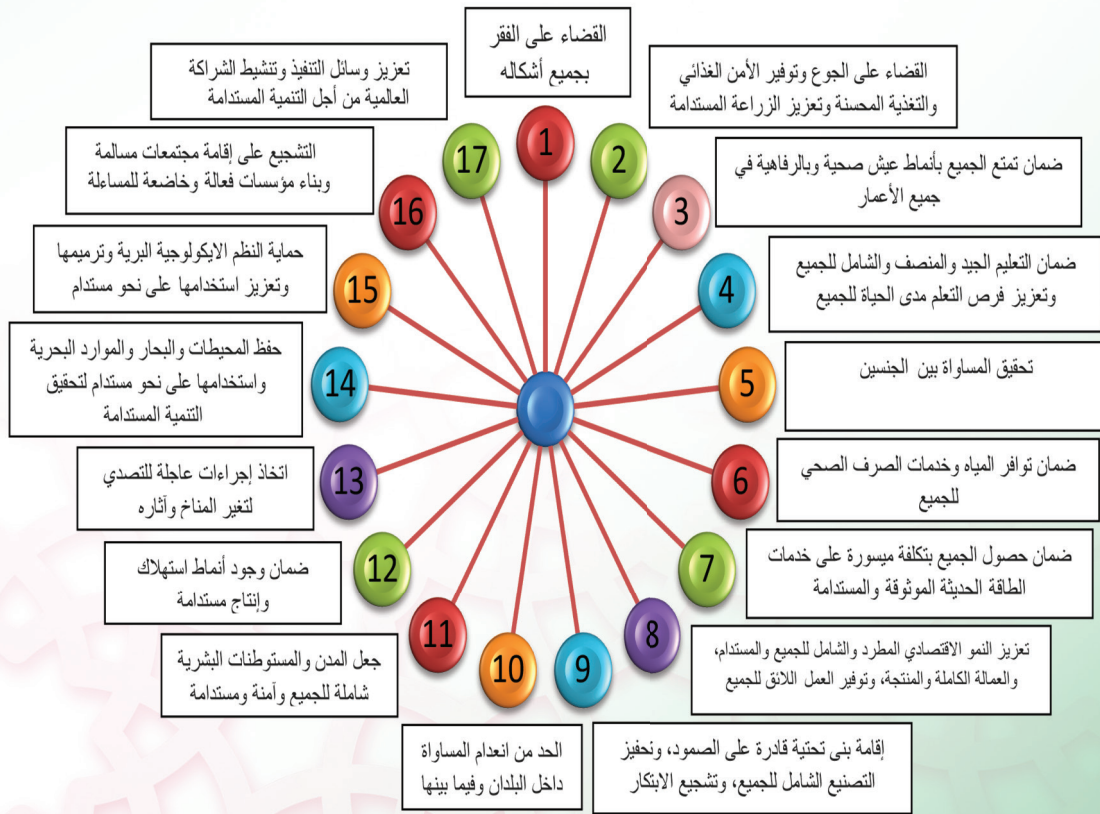 1
القضاء على الفقر
بجميع أشكاله
2
القضاء على الجوع وتوفير الأمن الغذائي
والتغذية المحسنة وتعزيز الزراعة المستدامة
3
ضمان تمتع الجميع بأنماط عيش صحية وبالرفاهية في
جميع الأعمار
4
ضمان التعليم الجيد والمنصف والشامل للجميع
وتعزيز فرص التعلم مدى الحياة للجميع
5
تحقيق المساواة بين الجنسين
6
ضمان توافر المياه وخدمات الصرف الصحي
للجميع
7
ضمان حصول الجميع بتكلفة ميسورة على خدمات
الطاقة الحديثة الموثوقة والمستدامة
8
تعزيز النمو الاقتصادي المطرد والشامل للجميع والمستدام،
والعمالة الكاملة والمنتجة، وتوفير العمل اللائق للجميع
9
إقامة بنى تحتية قادرة على الصمود، ونحفيز
التصنيع الشامل للجميع، وتشجيع الابتكار
10
الحد من انعدام المساواة
داخل البلدان وفيما بينها
11
جعل المدن والمستوطنات البشرية
شاملة للجميع وآمنة ومستدامة
12
ضمان وجود أنماط استهلاك
وإنتاج مستدامة
13
اتخاذ إجراءات عاجلة للتصدي
لتغير المناخ وآثاره
14
حفظ المحيطات والبحار والموارد البحرية
واستخدامها على نحو مستدام لتحقيق
التنمية المستدامة
15
حماية النظم الايكولوجية البرية وترميمها
وتعزيز استخدامها على نحو مستدام
16
التشجيع على إقامة مجتمعات مسالمة
وبناء مؤسسات فعالة وخاضعة للمساءلة
17
تعزيز وسائل التنفيذ وتنشيط الشراكة
العالمية من أجل التنمية المستدامة